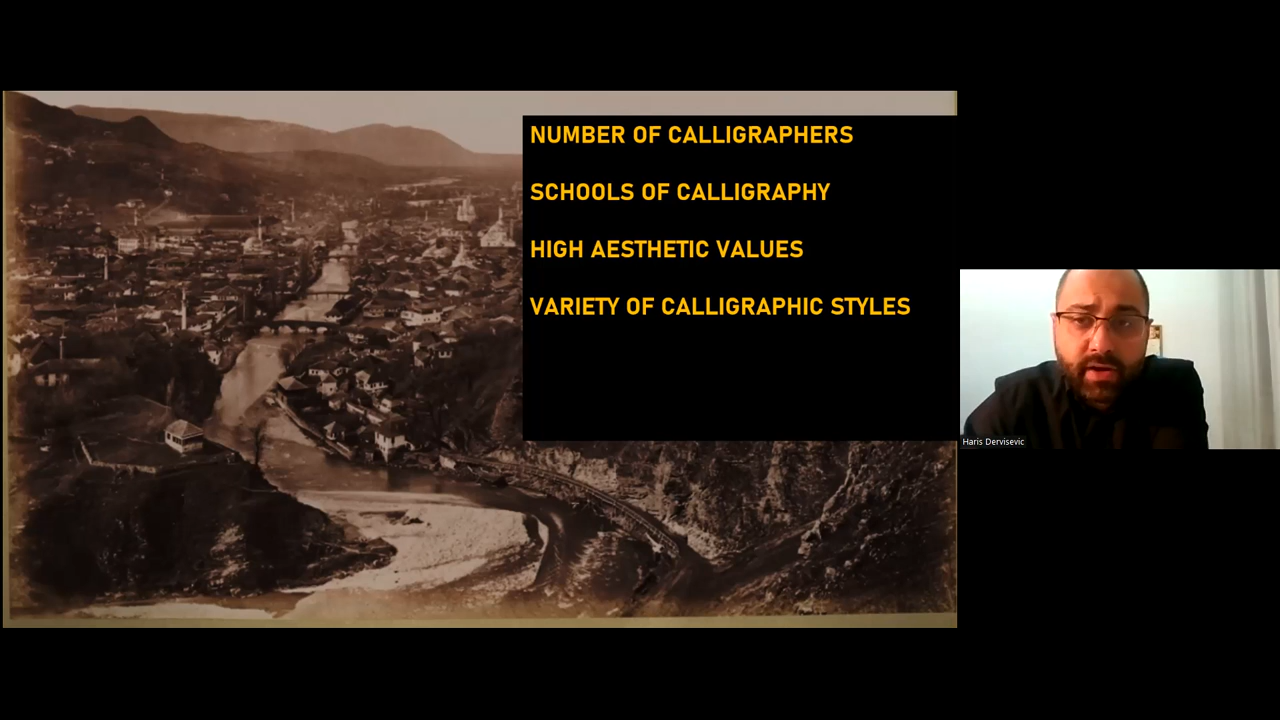 NUMBER OF CALLIGRAPHERS
SCHOOLS OF CALLIGRAPHY
HIGH AESTHETIC VALUES
VARIETY OF CALLIGRAPHIC STYLES
Haris Dervisevic